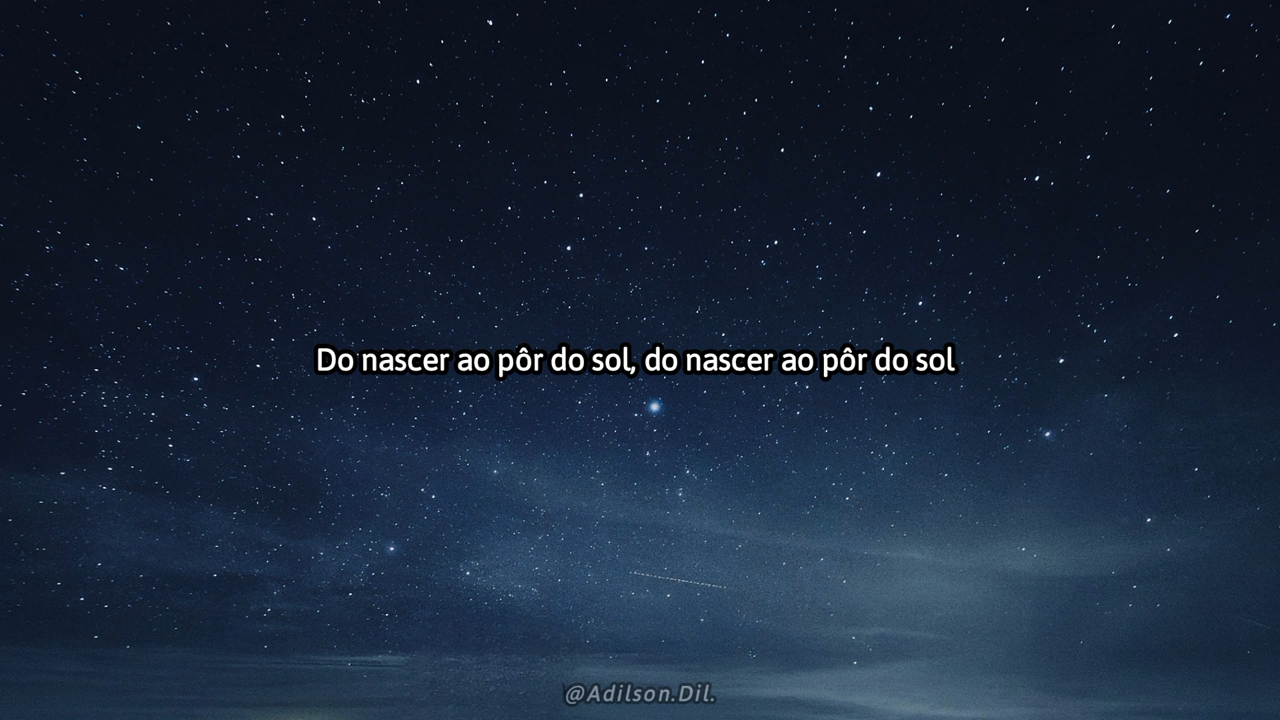 Do nascer ao pôr do sol, do nascer ao pôr do sol
@Adilson.Dil.